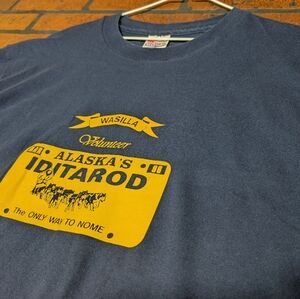 WASILLA
Volunteer
ALASKA'S
IDITAROD
The ONLY WAY TO NOME